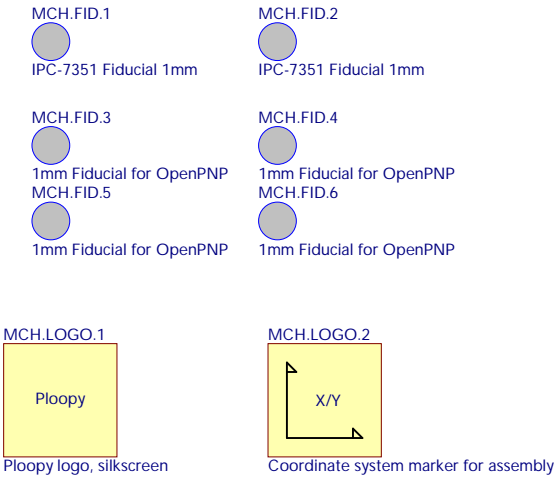 MCH.FID.1
MCH.FID.2
IPC-7351 Fiducial 1mm
IPC-7351 Fiducial 1mm
MCH.FID.3
MCH.FID.4
1mm Fiducial for OpenPNP
1mm Fiducial for OpenPNP
MCH.FID.5
MCH.FID.6
1mm Fiducial for OpenPNP
1mm Fiducial for OpenPNP
MCH.LOGO.1
MCH.LOGO.2
Ploopy
X/Y
Ploopy logo, silkscreen
Coordinate system marker for assembly